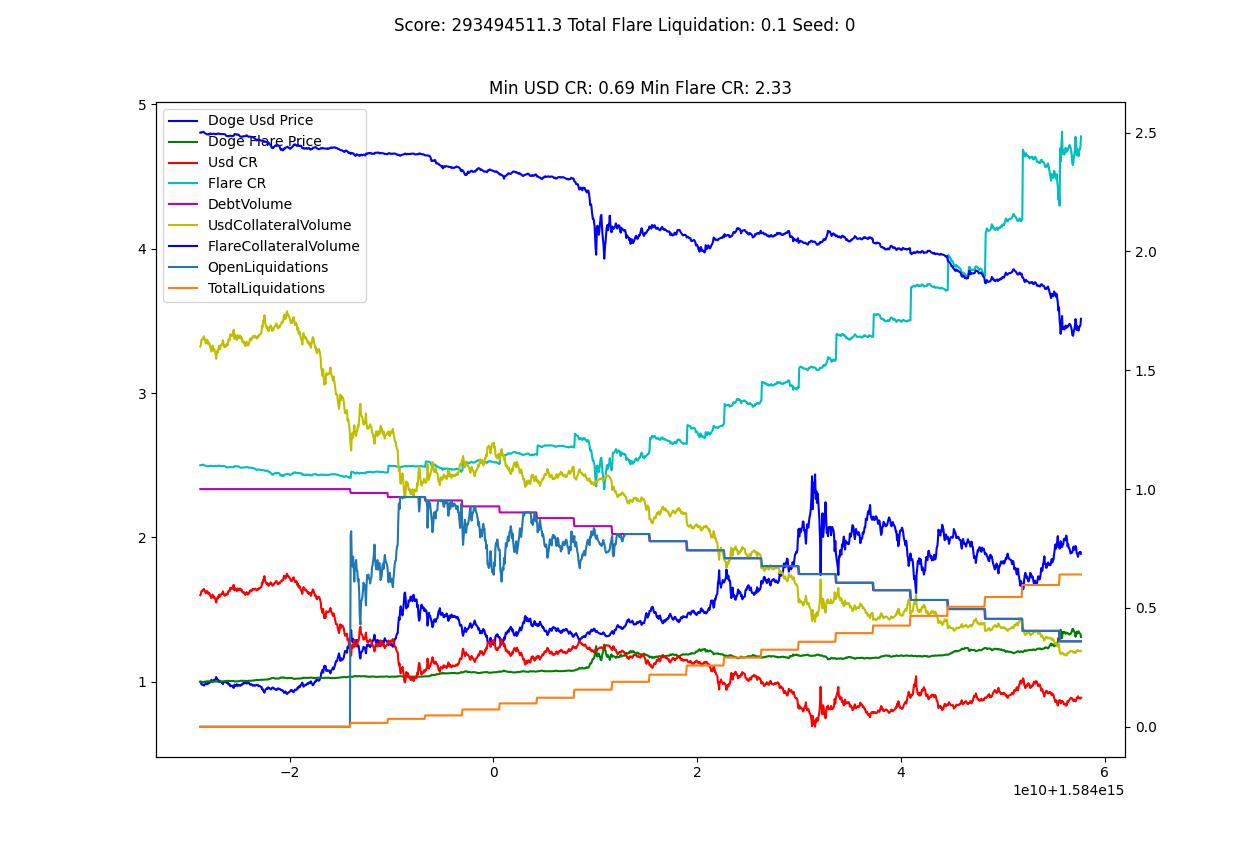 Score: 293494511.3 Total Flare Liquidation: 0.1 Seed: 0
Min USD CR: 0.69 Min Flare CR: 2.33
Doge Usd Price
Doge Flare Price
Usd CR
Flare CR
DebtVolume
UsdCollateralVolume
FlareCollateralVolume
OpenLiquidations
TotalLiquidations
5
4
3
2
1
2.5
2.0
1.5
1.0
0.5
0.0
−2
0
2
4
6
1e10+1.584e15